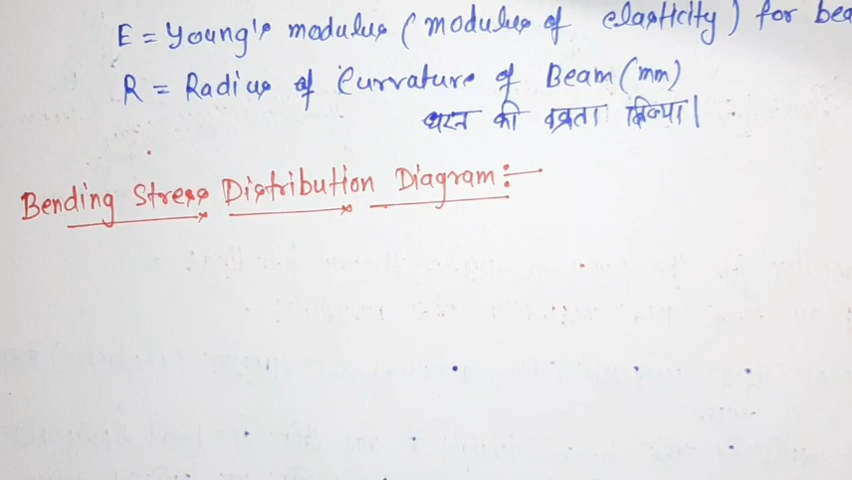 E = Young's modulus (modulus of elasticity) for bea
R = Radius of Curvature of Beam (mm)
धरन की वक्रता त्रिज्या।
Bending Stress Distribution Diagram:-